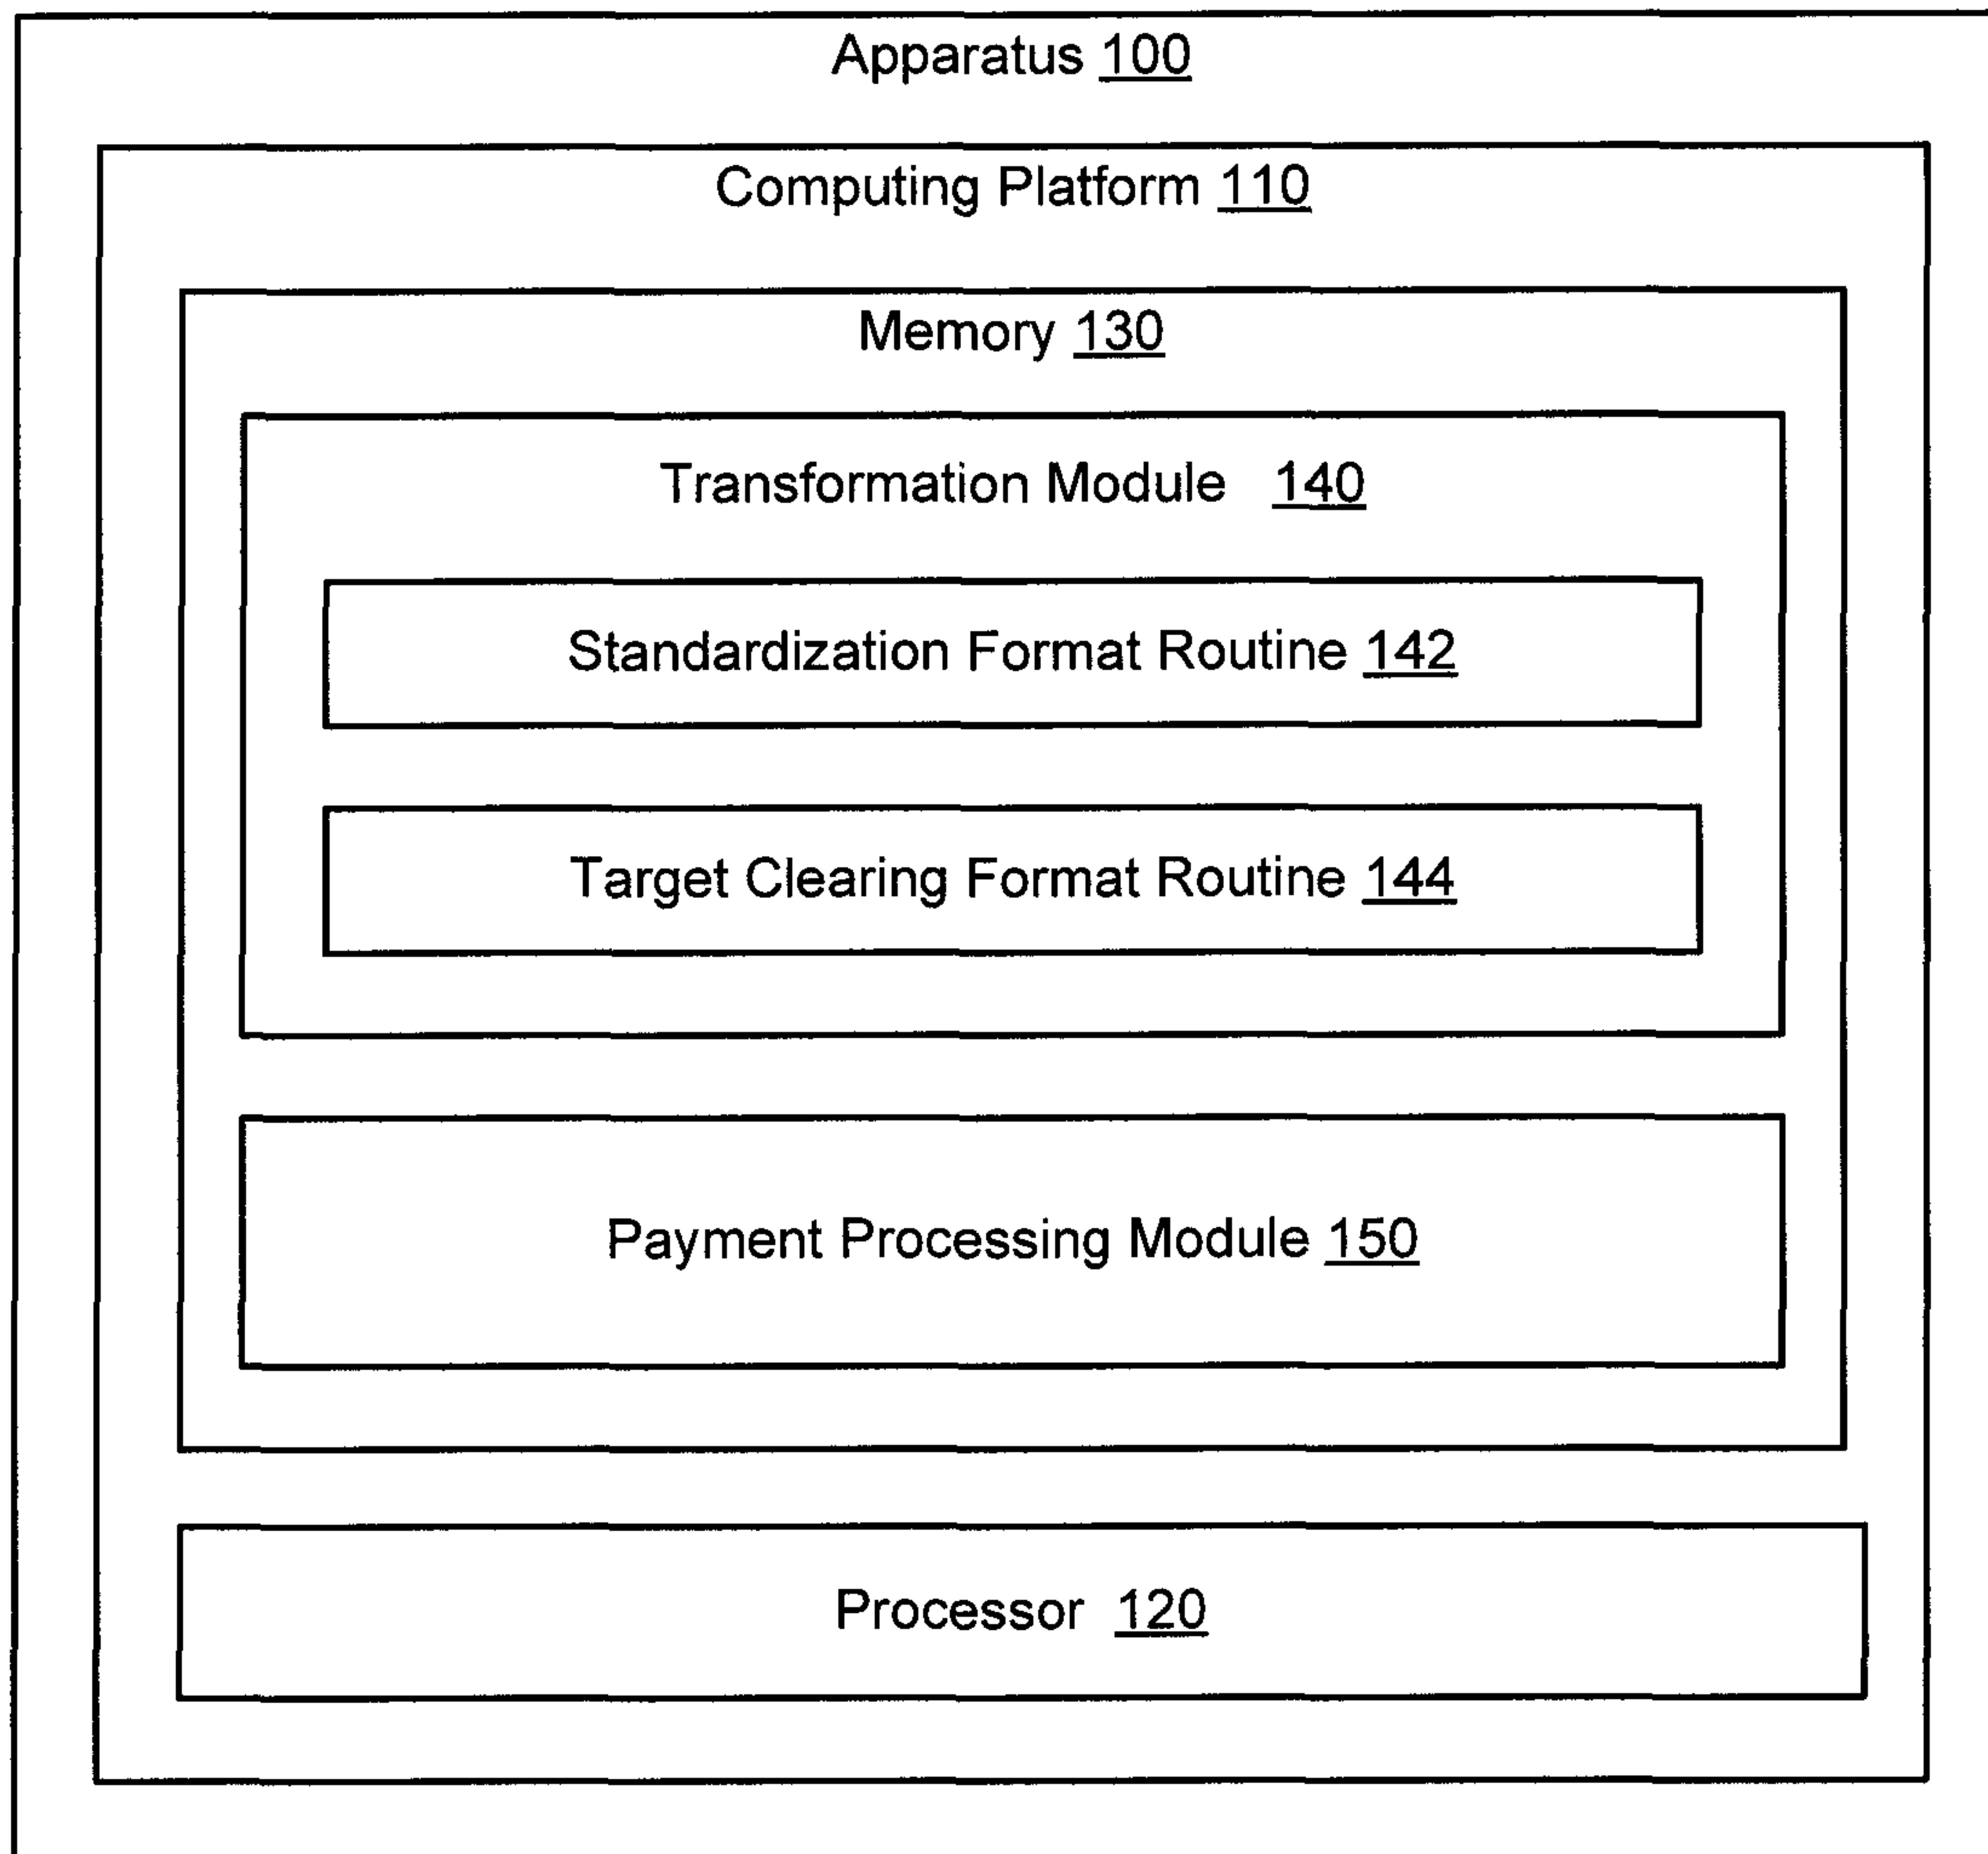 Apparatus 100
Computing Platform 110
Memory 130
Transformation Module 140
Standardization Format Routine 142
Target Clearing Format Routine 144
Payment Processing Module 150
Processor 120